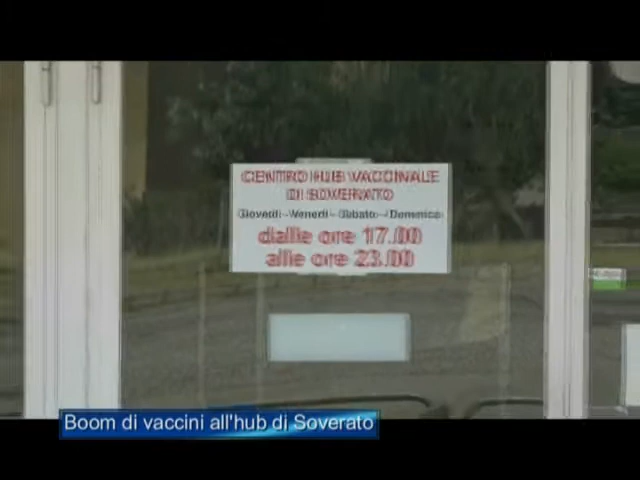 CENTRO HUB VACCINALE
DI SOVERATO
Giovedì - Venerdì - Sabato - Domenica
dalle ore 17.00
alle ore 23.00
Boom di vaccini all'hub di Soverato